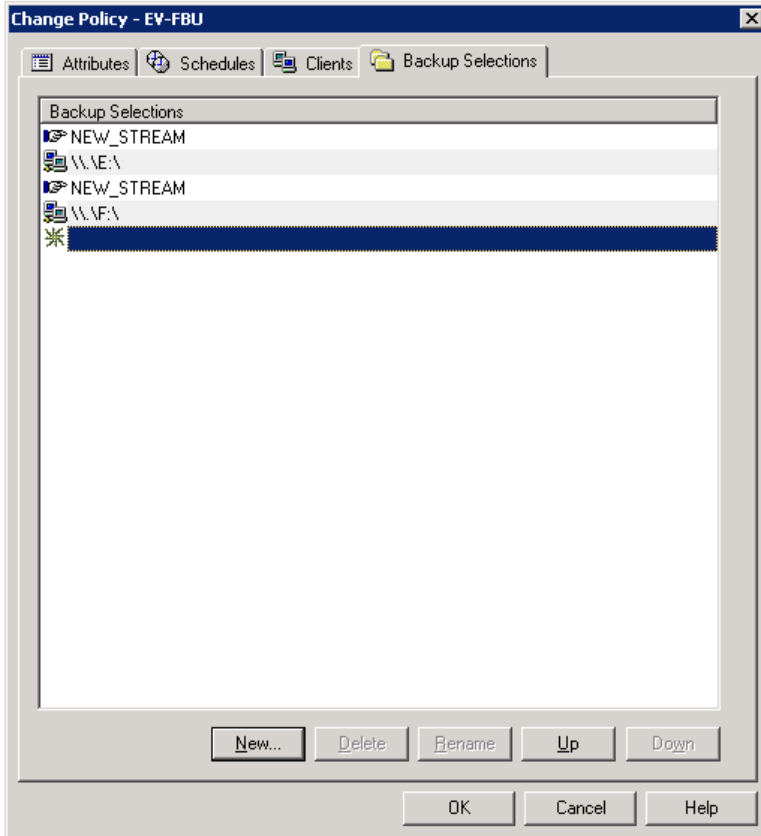 Change Policy - EV-FBU
Attributes Schedules Clients Backup Selections
Backup Selections
NEW_STREAM
\\.\E:\
NEW_STREAM
\\.\F:\
New... Delete Rename Up Down
OK Cancel Help